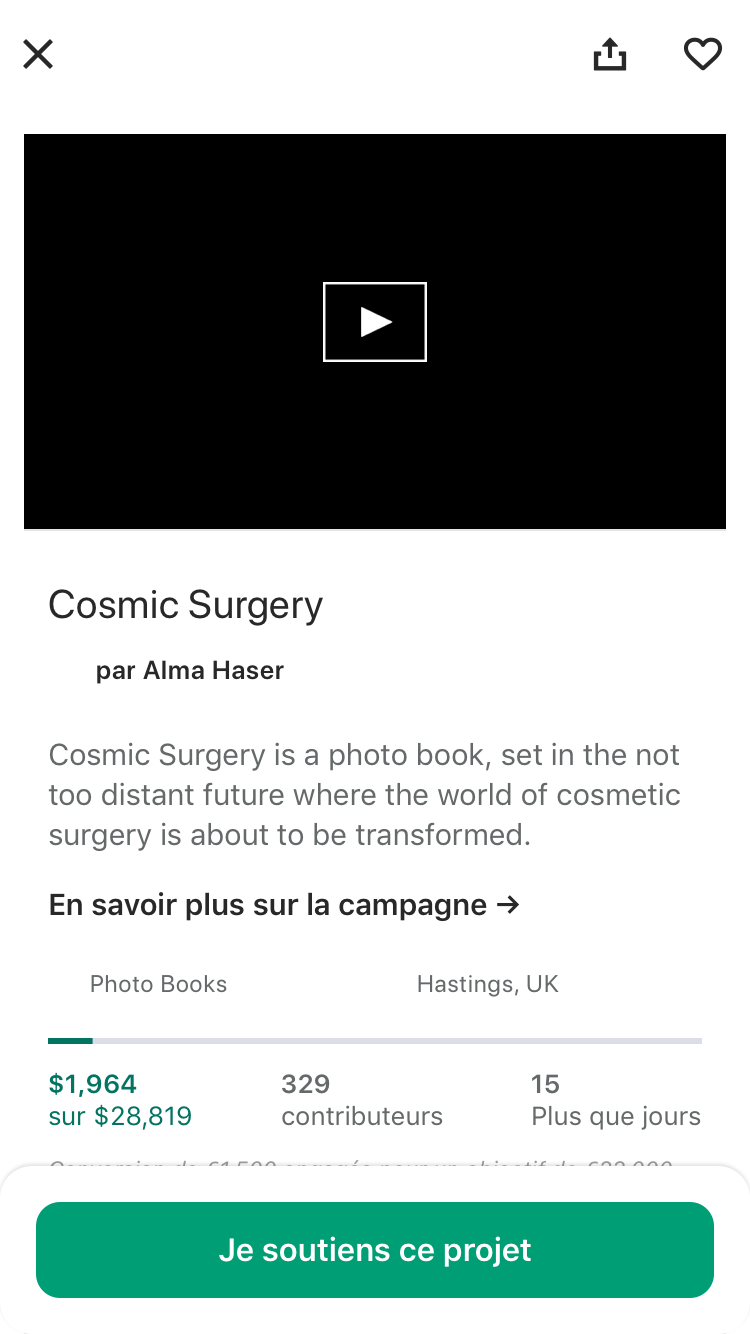 Cosmic Surgery
par Alma Haser
Cosmic Surgery is a photo book, set in the not
too distant future where the world of cosmetic
surgery is about to be transformed.
En savoir plus sur la campagne →
Photo Books
Hastings, UK
$1,964
sur $28,819
329
contributeurs
15
Plus que jours
Je soutiens ce projet